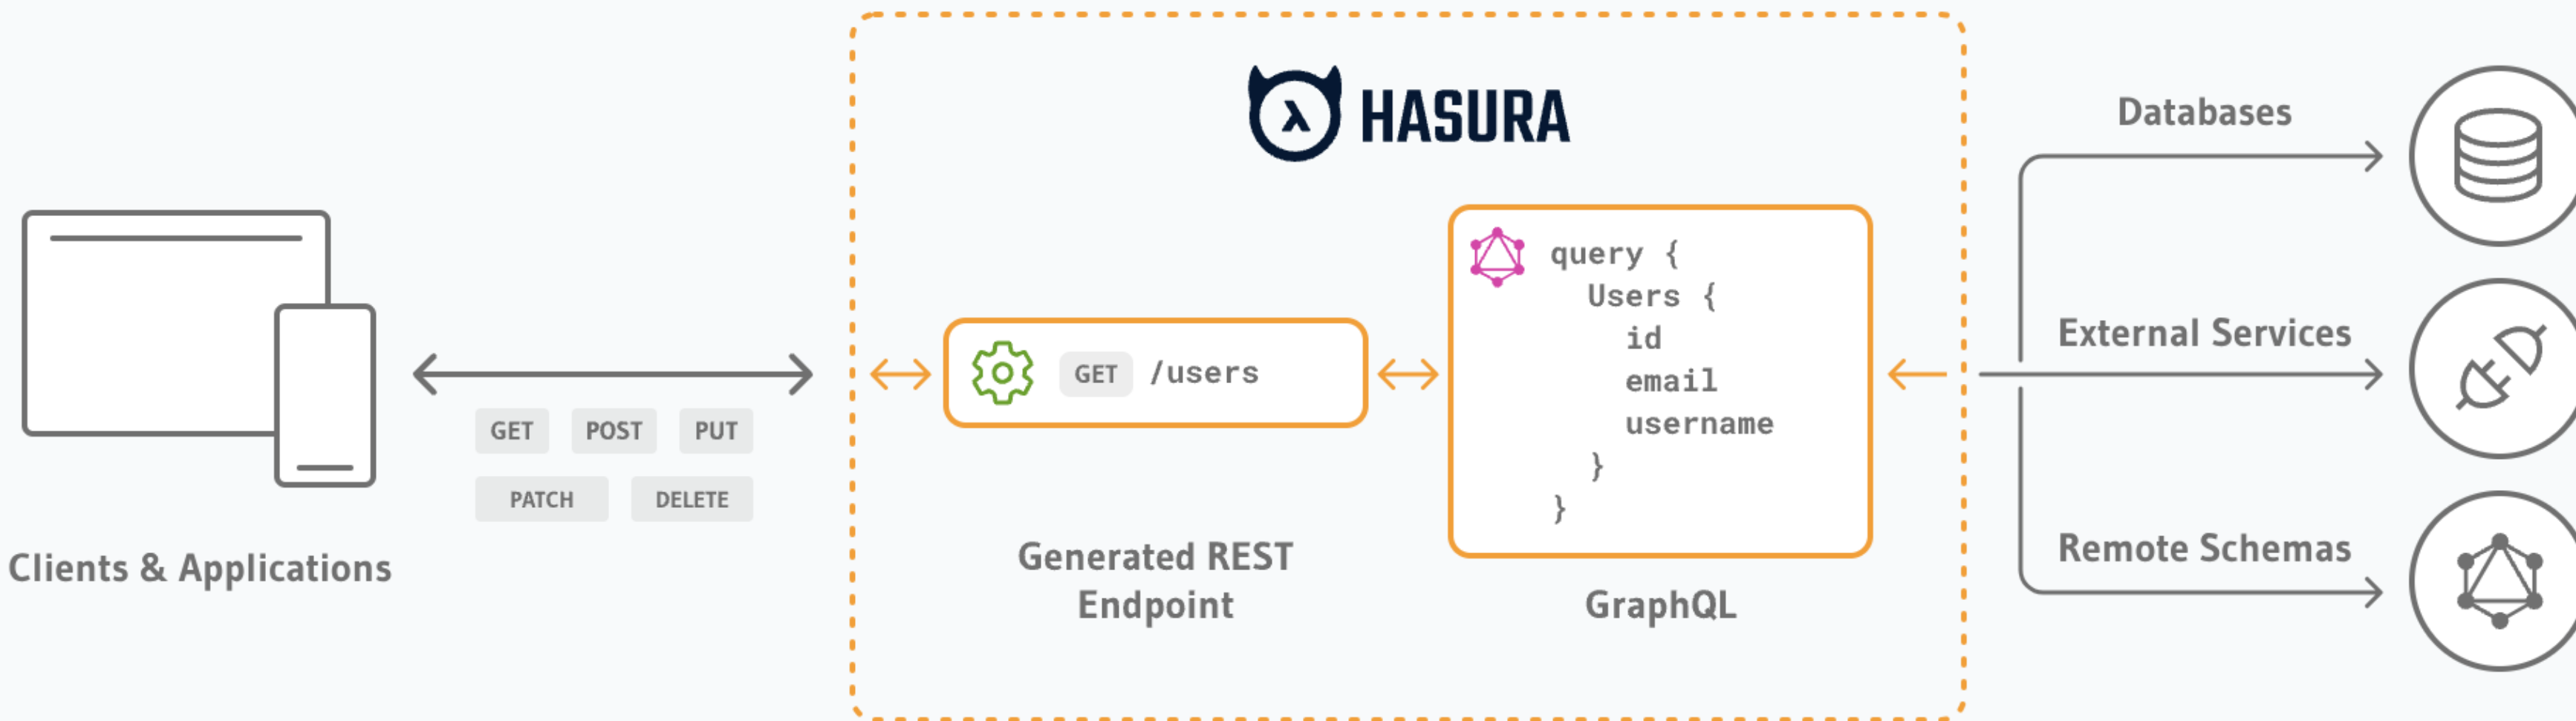 HASURA
Clients & Applications
GET POST PUT
PATCH DELETE
GET /users
Generated REST
Endpoint
query {
Users {
id
email
username
}
}
GraphQL
Databases
External Services
Remote Schemas